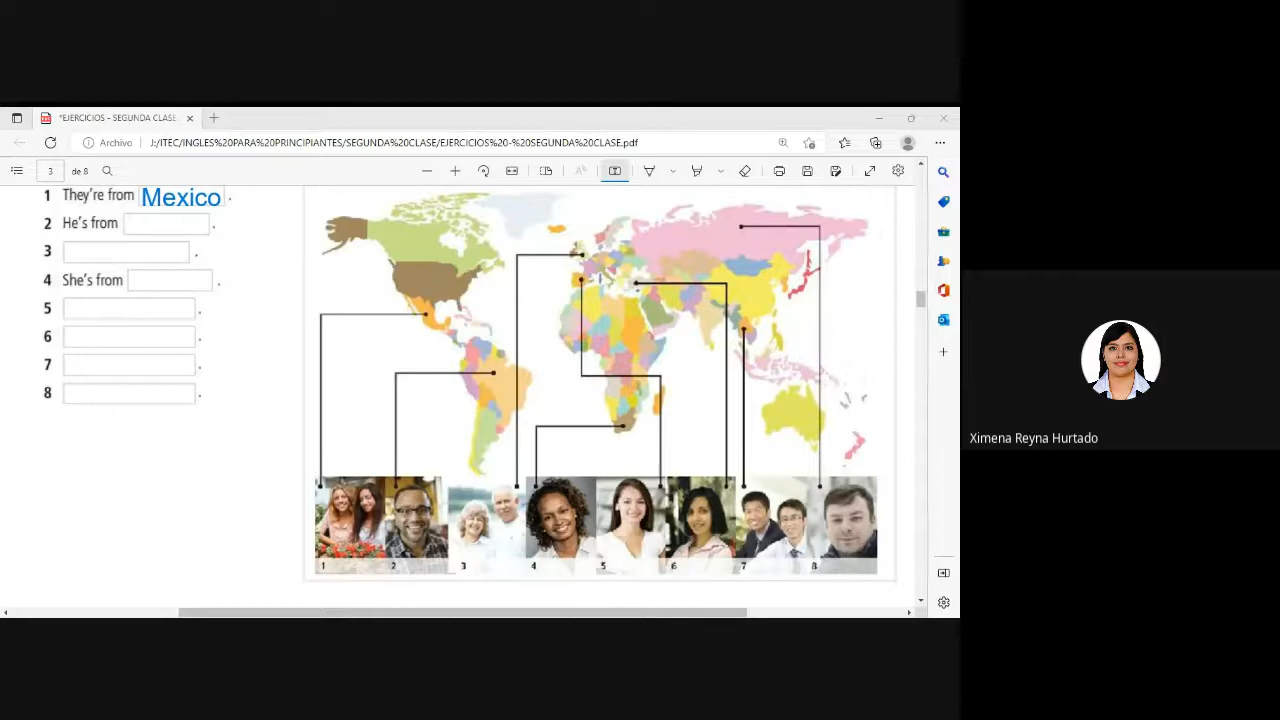 *EJERCICIOS - SEGUNDA CLASE
Archivo J:/ITEC/INGLES%20PARA%20PRINCIPIANTES/SEGUNDA%20CLASE/EJERCICIOS%20-%20SEGUNDA%20CLASE.pdf
3 de 8
1 They're from Mexico .
2 He's from .
3 .
4 She's from .
5 .
6 .
7 .
8 .
1 2 3 4 5 6 7 8
Ximena Reyna Hurtado